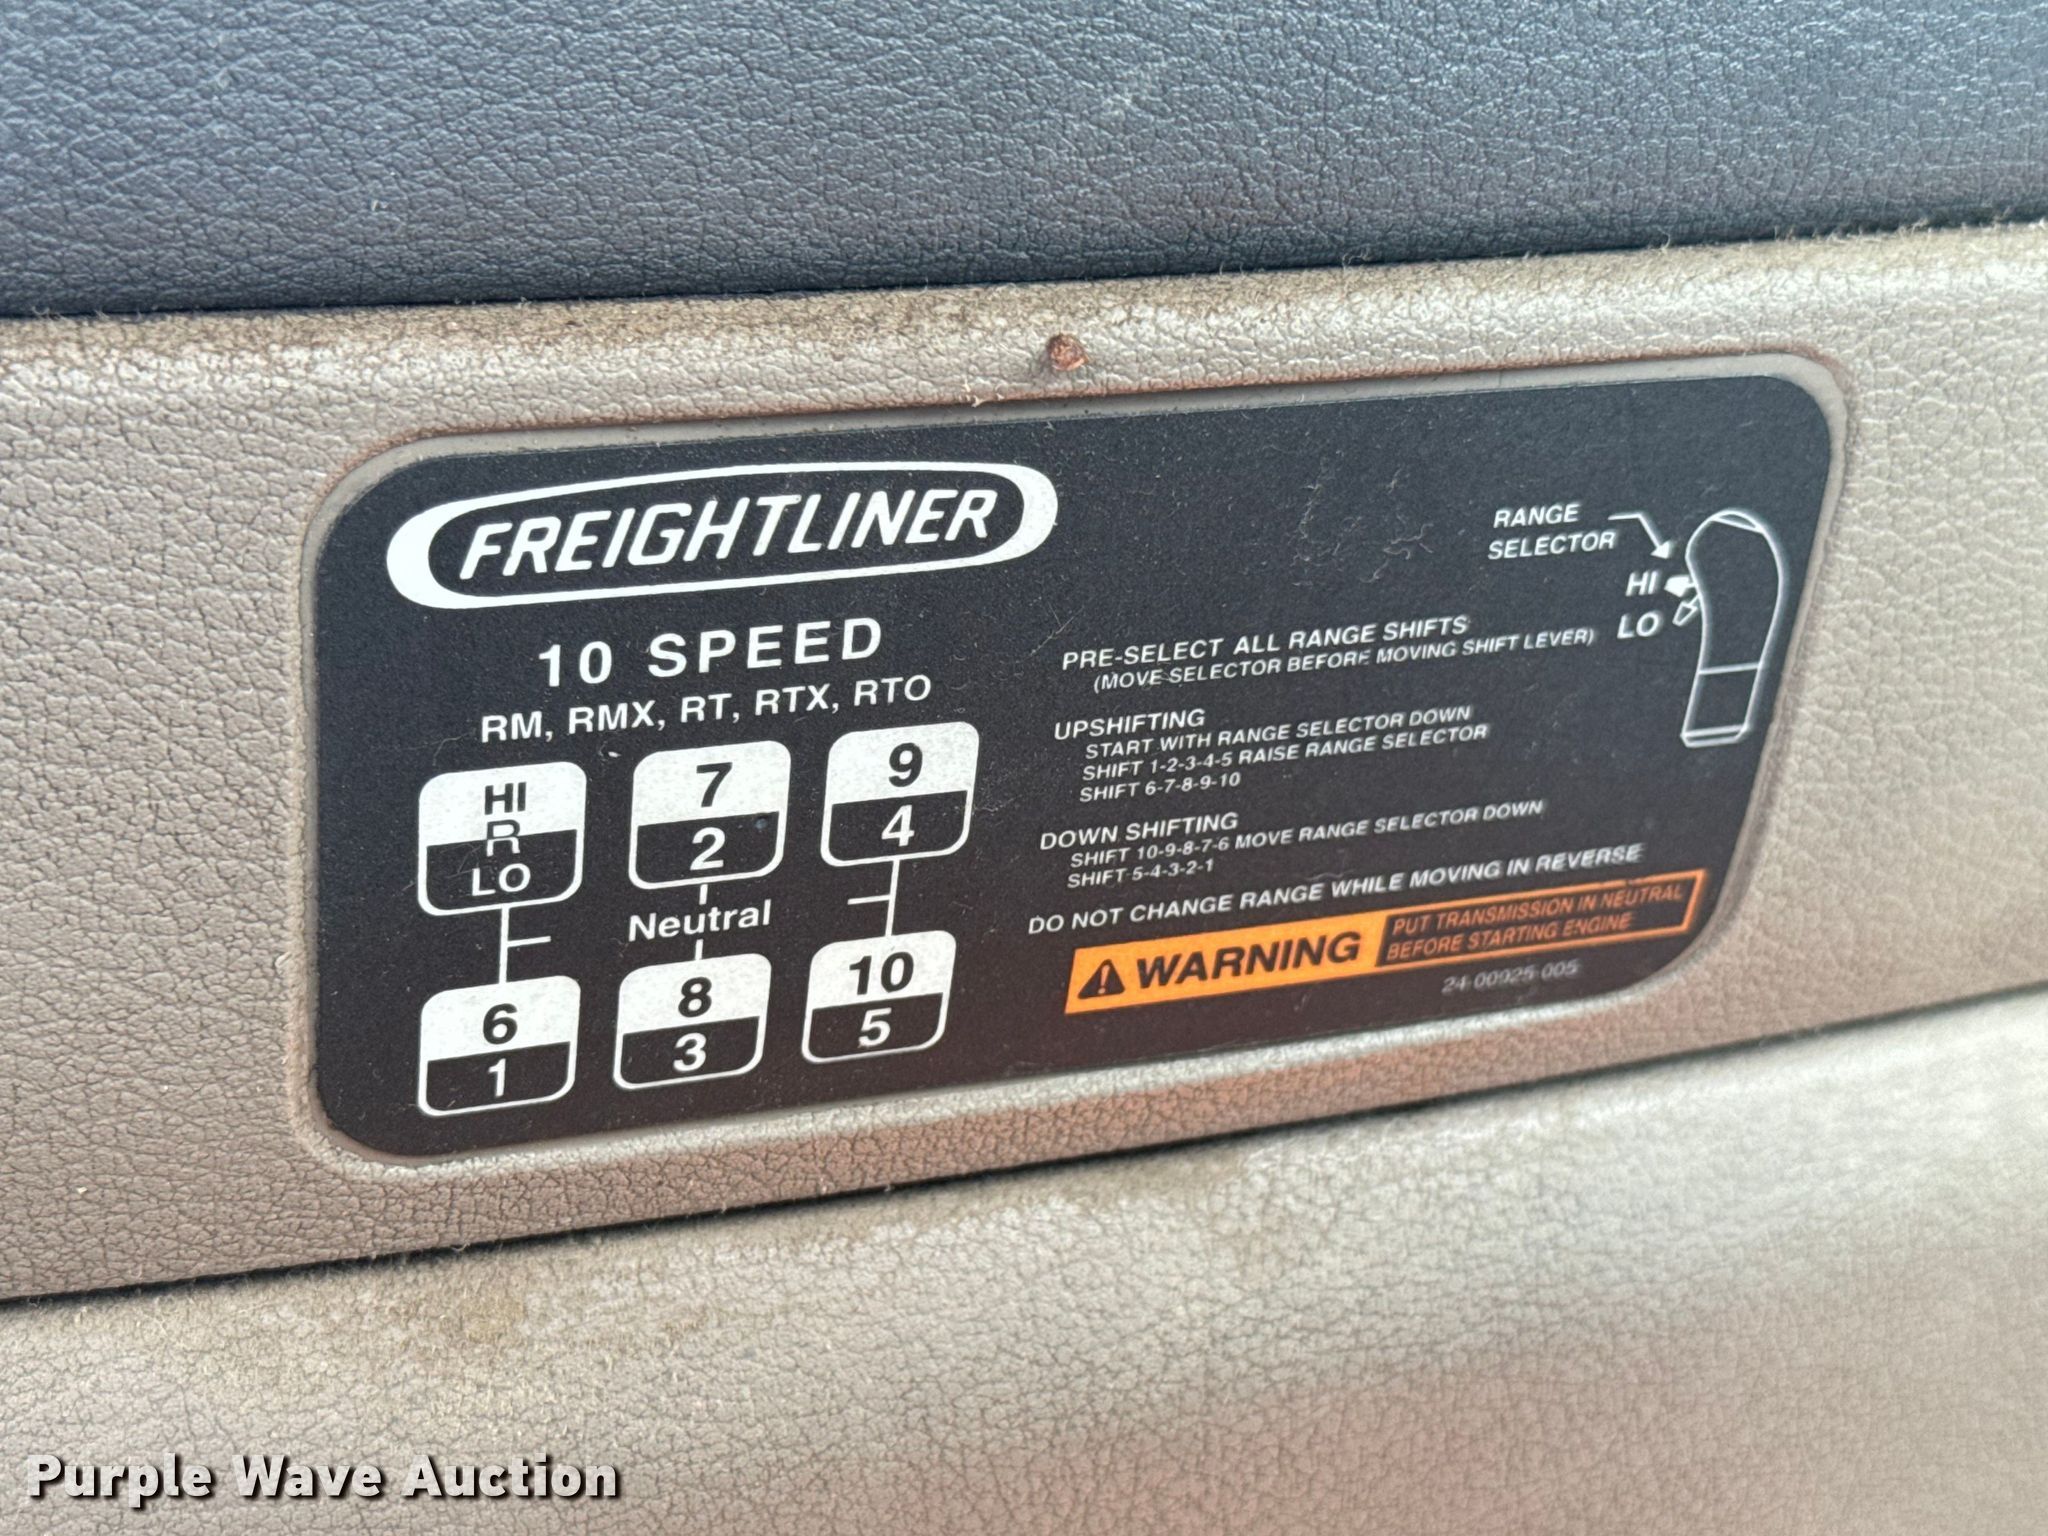 FREIGHTLINER
10 SPEED
RM, RMX, RT, RTX, RTO
HI
R
LO
7
2
9
4
Neutral
6
1
8
3
10
5
RANGE
SELECTOR
HI
LO
PRE-SELECT ALL RANGE SHIFTS
(MOVE SELECTOR BEFORE MOVING SHIFT LEVER)
UPSHIFTING
START WITH RANGE SELECTOR DOWN
SHIFT 1-2-3-4-5 RAISE RANGE SELECTOR
SHIFT 6-7-8-9-10
DOWN SHIFTING
SHIFT 10-9-8-7-6 MOVE RANGE SELECTOR DOWN
SHIFT 5-4-3-2-1
DO NOT CHANGE RANGE WHILE MOVING IN REVERSE
WARNING
PUT TRANSMISSION IN NEUTRAL
BEFORE STARTING ENGINE
24-00925-005
Purple Wave Auction